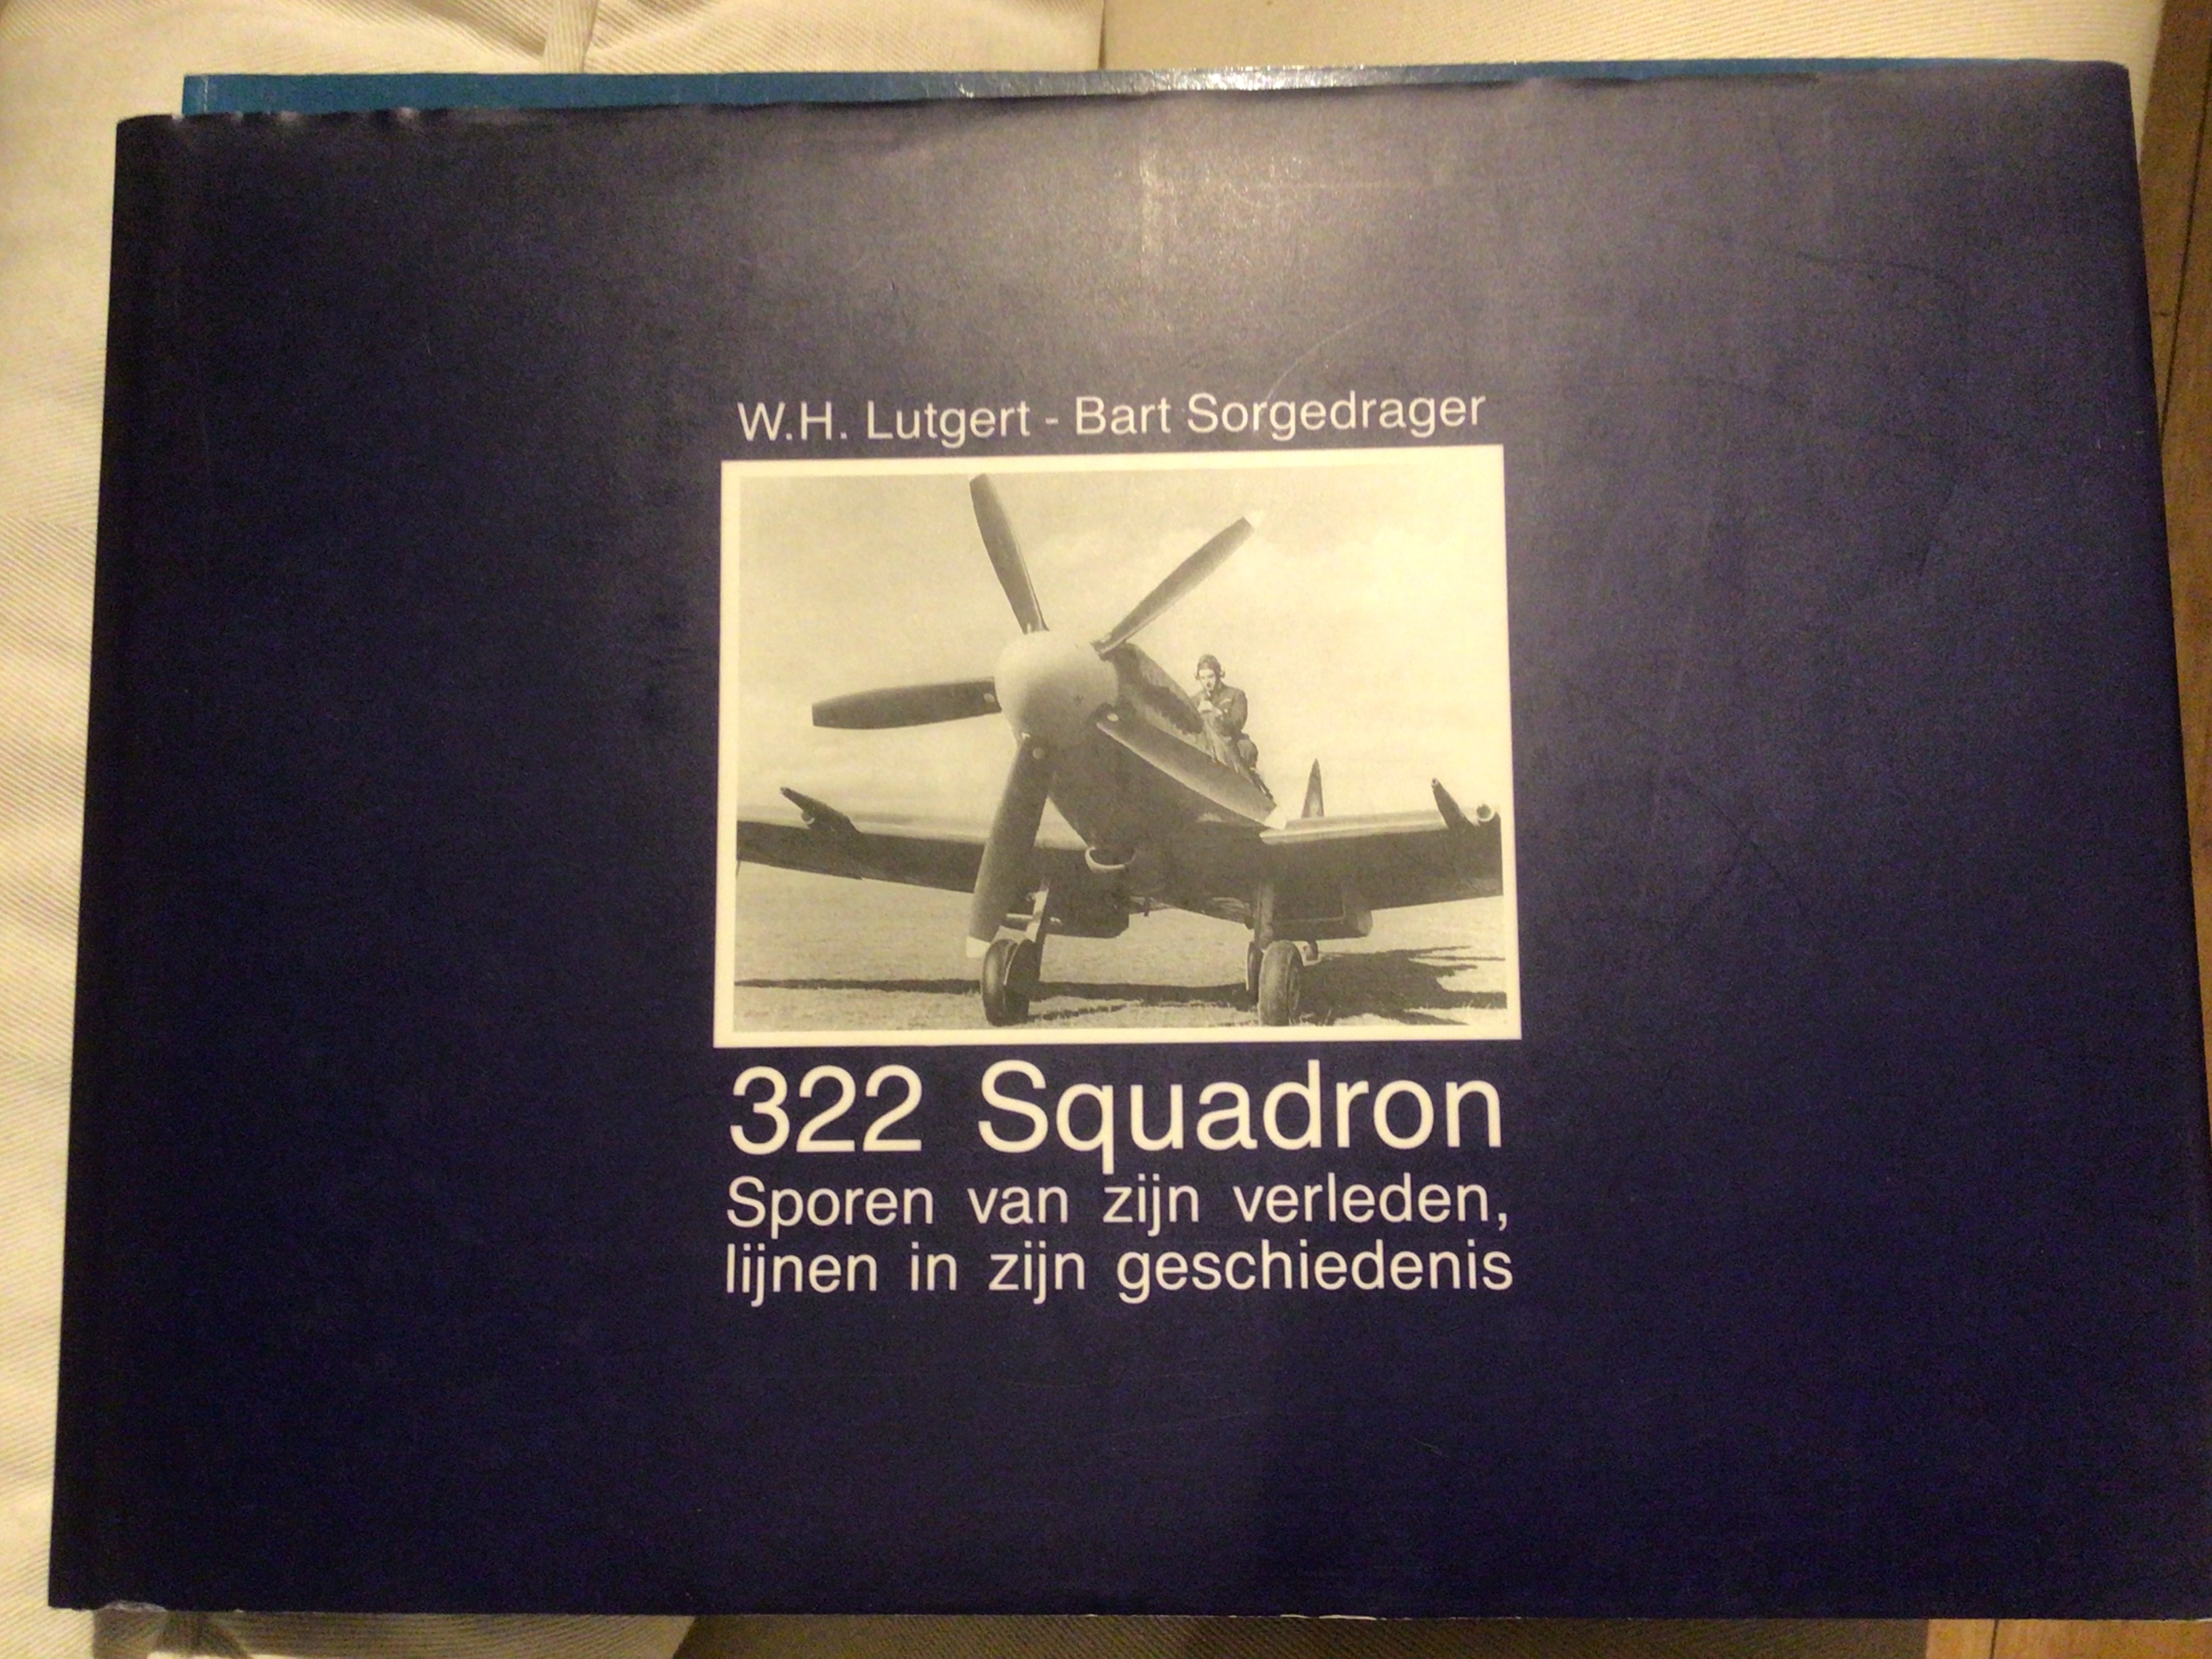 W.H. Lutgert - Bart Sorgedrager
322 Squadron
Sporen van zijn verleden,
lijnen in zijn geschiedenis